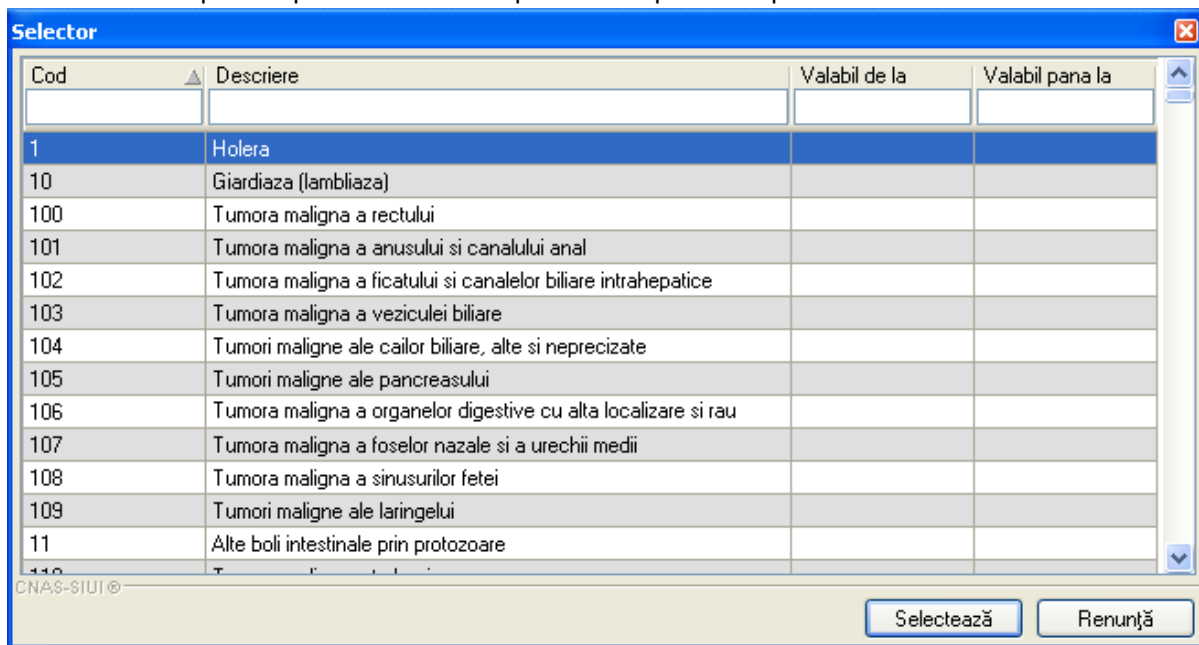 Selector
Cod Descriere Valabil de la Valabil pana la
1 Holera
10 Giardiaza (lambliaza)
100 Tumora maligna a rectului
101 Tumora maligna a anusului si canalului anal
102 Tumora maligna a ficatului si canalelor biliare intrahepatice
103 Tumora maligna a veziculei biliare
104 Tumori maligne ale cailor biliare, alte si neprecizate
105 Tumori maligne ale pancreasului
106 Tumora maligna a organelor digestive cu alta localizare si rau
107 Tumora maligna a foselor nazale si a urechii medii
108 Tumora maligna a sinusurilor fetei
109 Tumori maligne ale laringelui
11 Alte boli intestinale prin protozoare
CNAS-SIUI®
Selectează Renunţă